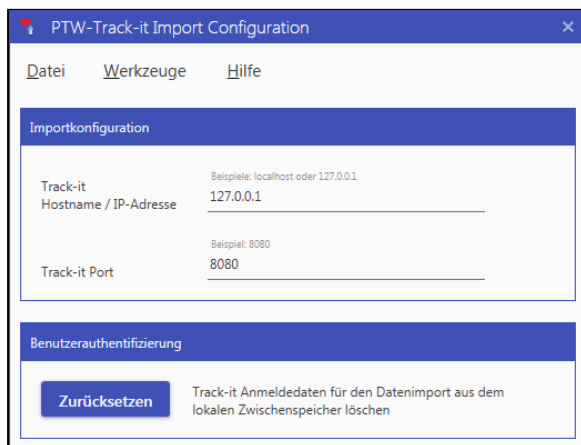 PTW-Track-it Import Configuration
Datei Werkzeuge Hilfe
Importkonfiguration
Beispiele: localhost oder 127.0.0.1
Track-it
Hostname / IP-Adresse
127.0.0.1
Beispiel: 8080
Track-it Port
8080
Benutzerauthentifizierung
Zurücksetzen
Track-it Anmeldedaten für den Datenimport aus dem
lokalen Zwischenspeicher löschen